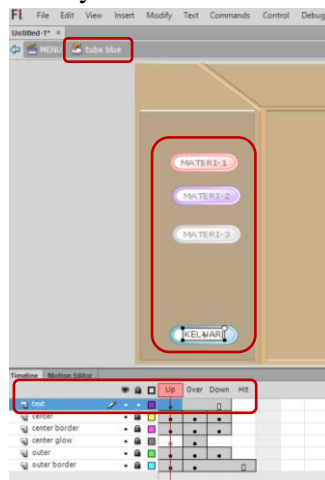 Fl File Edit View Insert Modify Text Commands Control Debug
Untitled-1* ×
MENU tube blue
MATERI-1
MATERI-2
MATERI-3
KELUAR
Timeline Motion Editor
Up Over Down Hit
text
center
center border
center glow
outer
outer border